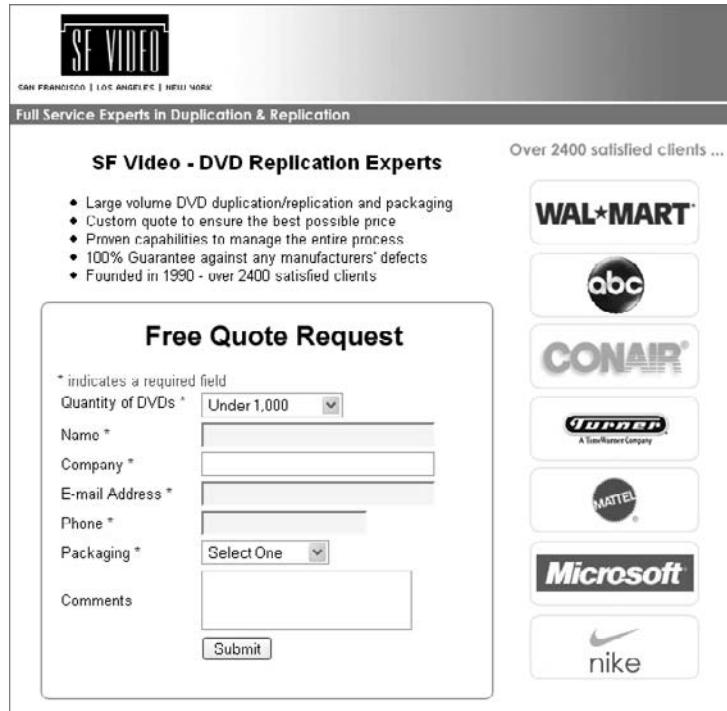 SF VIDEO
SAN FRANCISCO | LOS ANGELES | NEW YORK
Full Service Experts in Duplication & Replication
SF Video - DVD Replication Experts
Large volume DVD duplication/replication and packaging
Custom quote to ensure the best possible price
Proven capabilities to manage the entire process
100% Guarantee against any manufacturers' defects
Founded in 1990 - over 2400 satisfied clients
Free Quote Request
* indicates a required field
Quantity of DVDs * Under 1,000
Name *
Company *
E-mail Address *
Phone *
Packaging * Select One
Comments
Submit
Over 2400 satisfied clients ...
WAL★MART
abc
CONAIR®
Turner
A TimeWarner Company
MATTEL®
Microsoft
nike